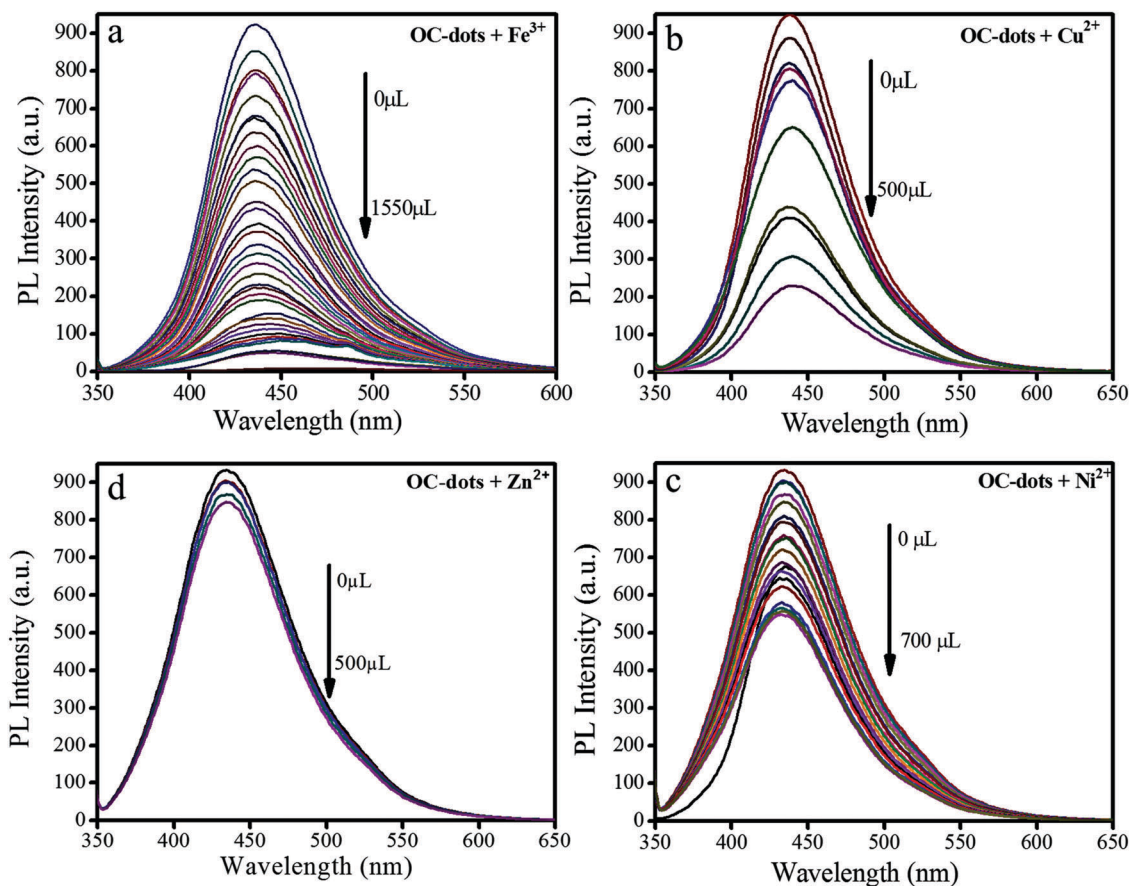 a
OC-dots + Fe³⁺
0μL
1550μL
PL Intensity (a.u.)
900
800
700
600
500
400
300
200
100
0
350 400 450 500 550 600
Wavelength (nm)
b
OC-dots + Cu²⁺
0μL
500μL
PL Intensity (a.u.)
900
800
700
600
500
400
300
200
100
0
350 400 450 500 550 600 650
Wavelength (nm)
d
OC-dots + Zn²⁺
0μL
500μL
PL Intensity (a.u.)
900
800
700
600
500
400
300
200
100
0
350 400 450 500 550 600 650
Wavelength (nm)
c
OC-dots + Ni²⁺
0 μL
700 μL
PL Intensity (a.u.)
900
800
700
600
500
400
300
200
100
0
350 400 450 500 550 600 650
Wavelength (nm)